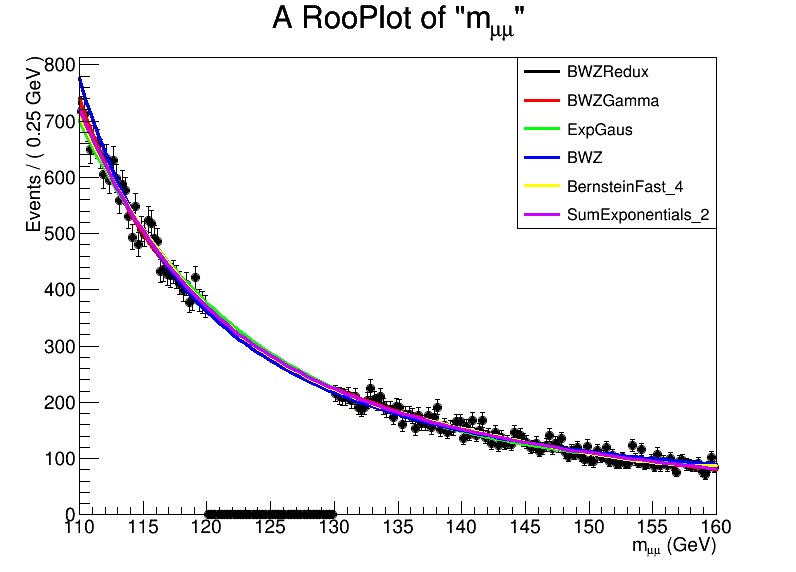 A RooPlot of "mμμ"
Events / ( 0.25 GeV )
800
700
600
500
400
300
200
100
0
BWZRedux
BWZGamma
ExpGaus
BWZ
BernsteinFast_4
SumExponentials_2
110 115 120 125 130 135 140 145 150 155 160
mμμ (GeV)